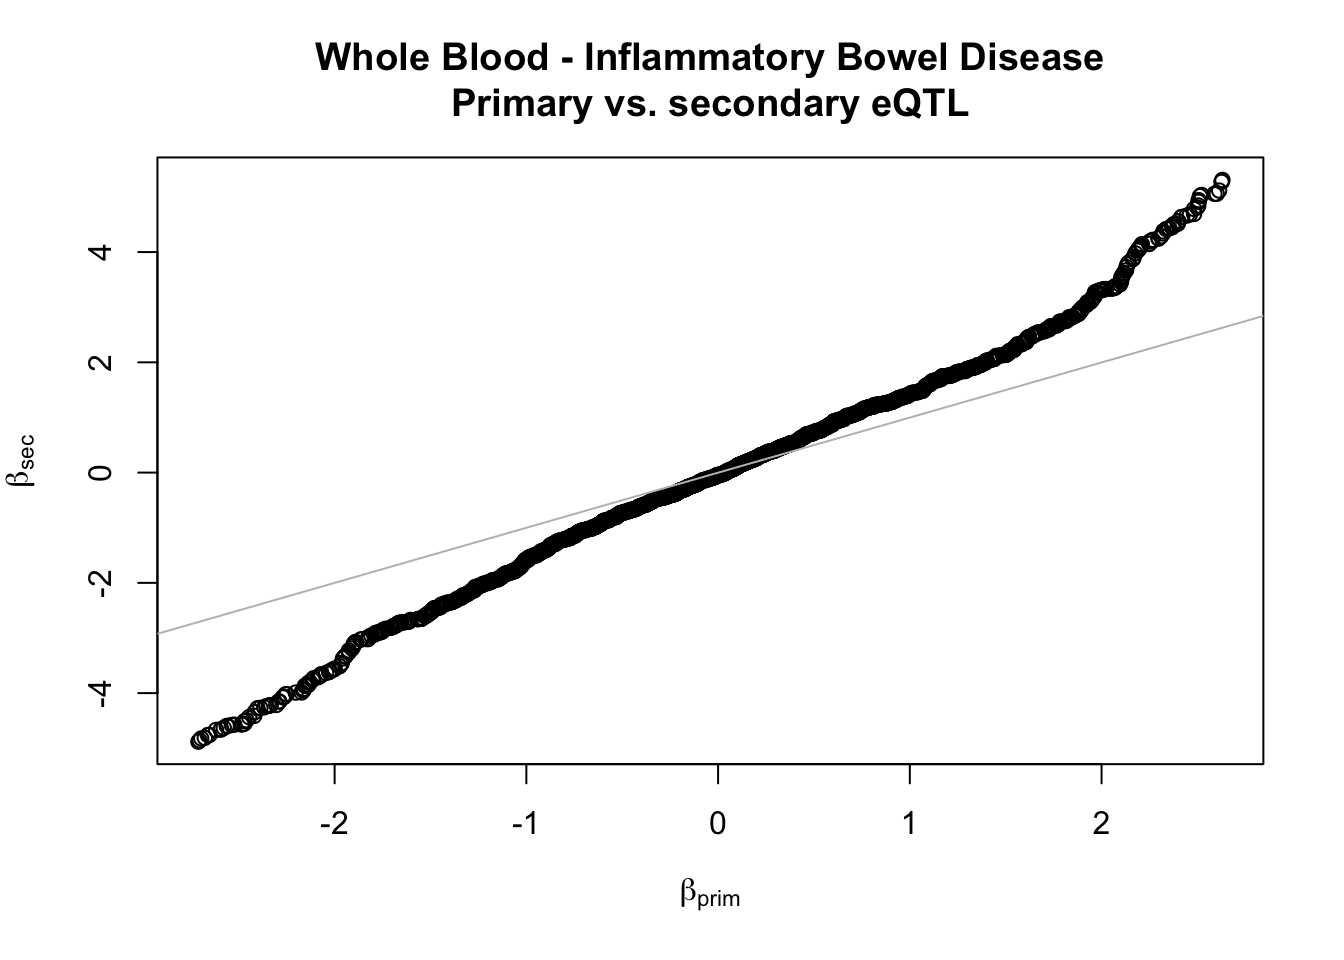 Whole Blood - Inflammatory Bowel Disease
Primary vs. secondary eQTL
4
2
0
-2
-4
βsec
-2 -1 0 1 2
βprim